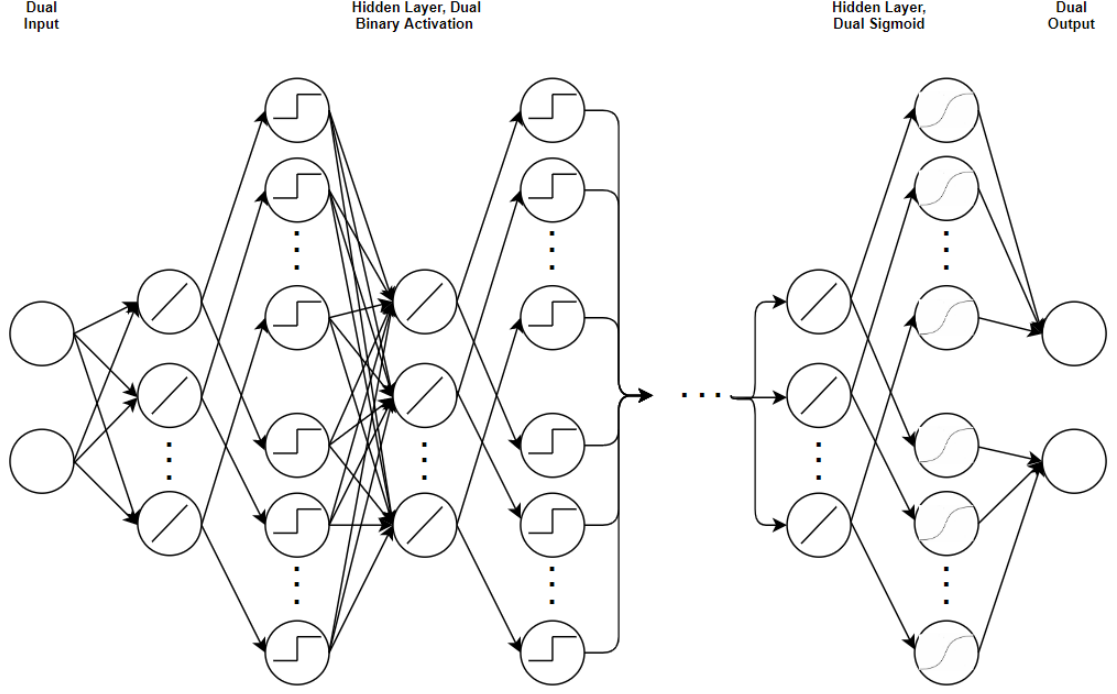 Dual
Input
Hidden Layer, Dual
Binary Activation
Hidden Layer,
Dual Sigmoid
Dual
Output